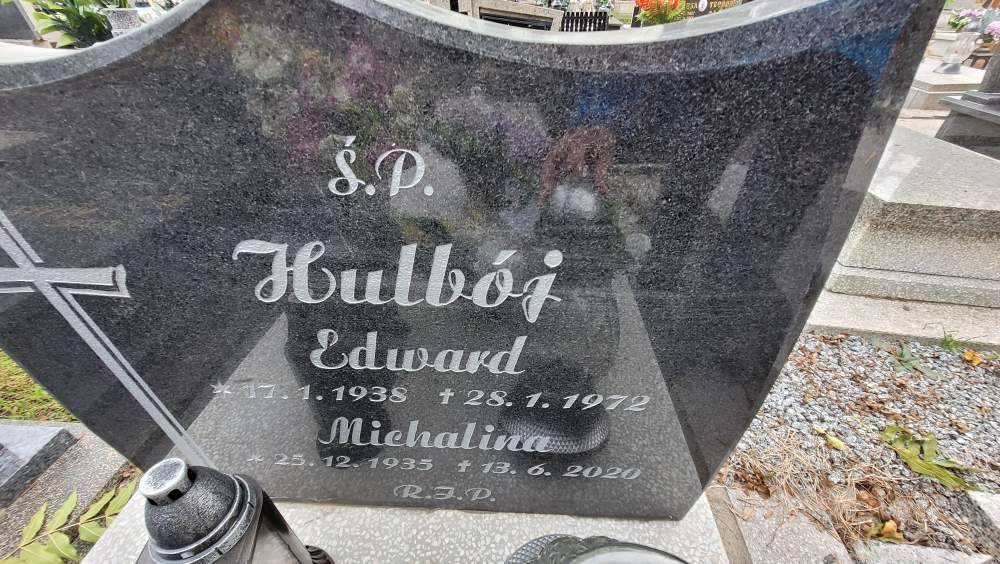 Ś.P.
Hulbój
Edward
* 17. 1. 1938 † 28. 1. 1972
Michalina
* 25. 12. 1935 † 13. 6. 2020
R.I.P.